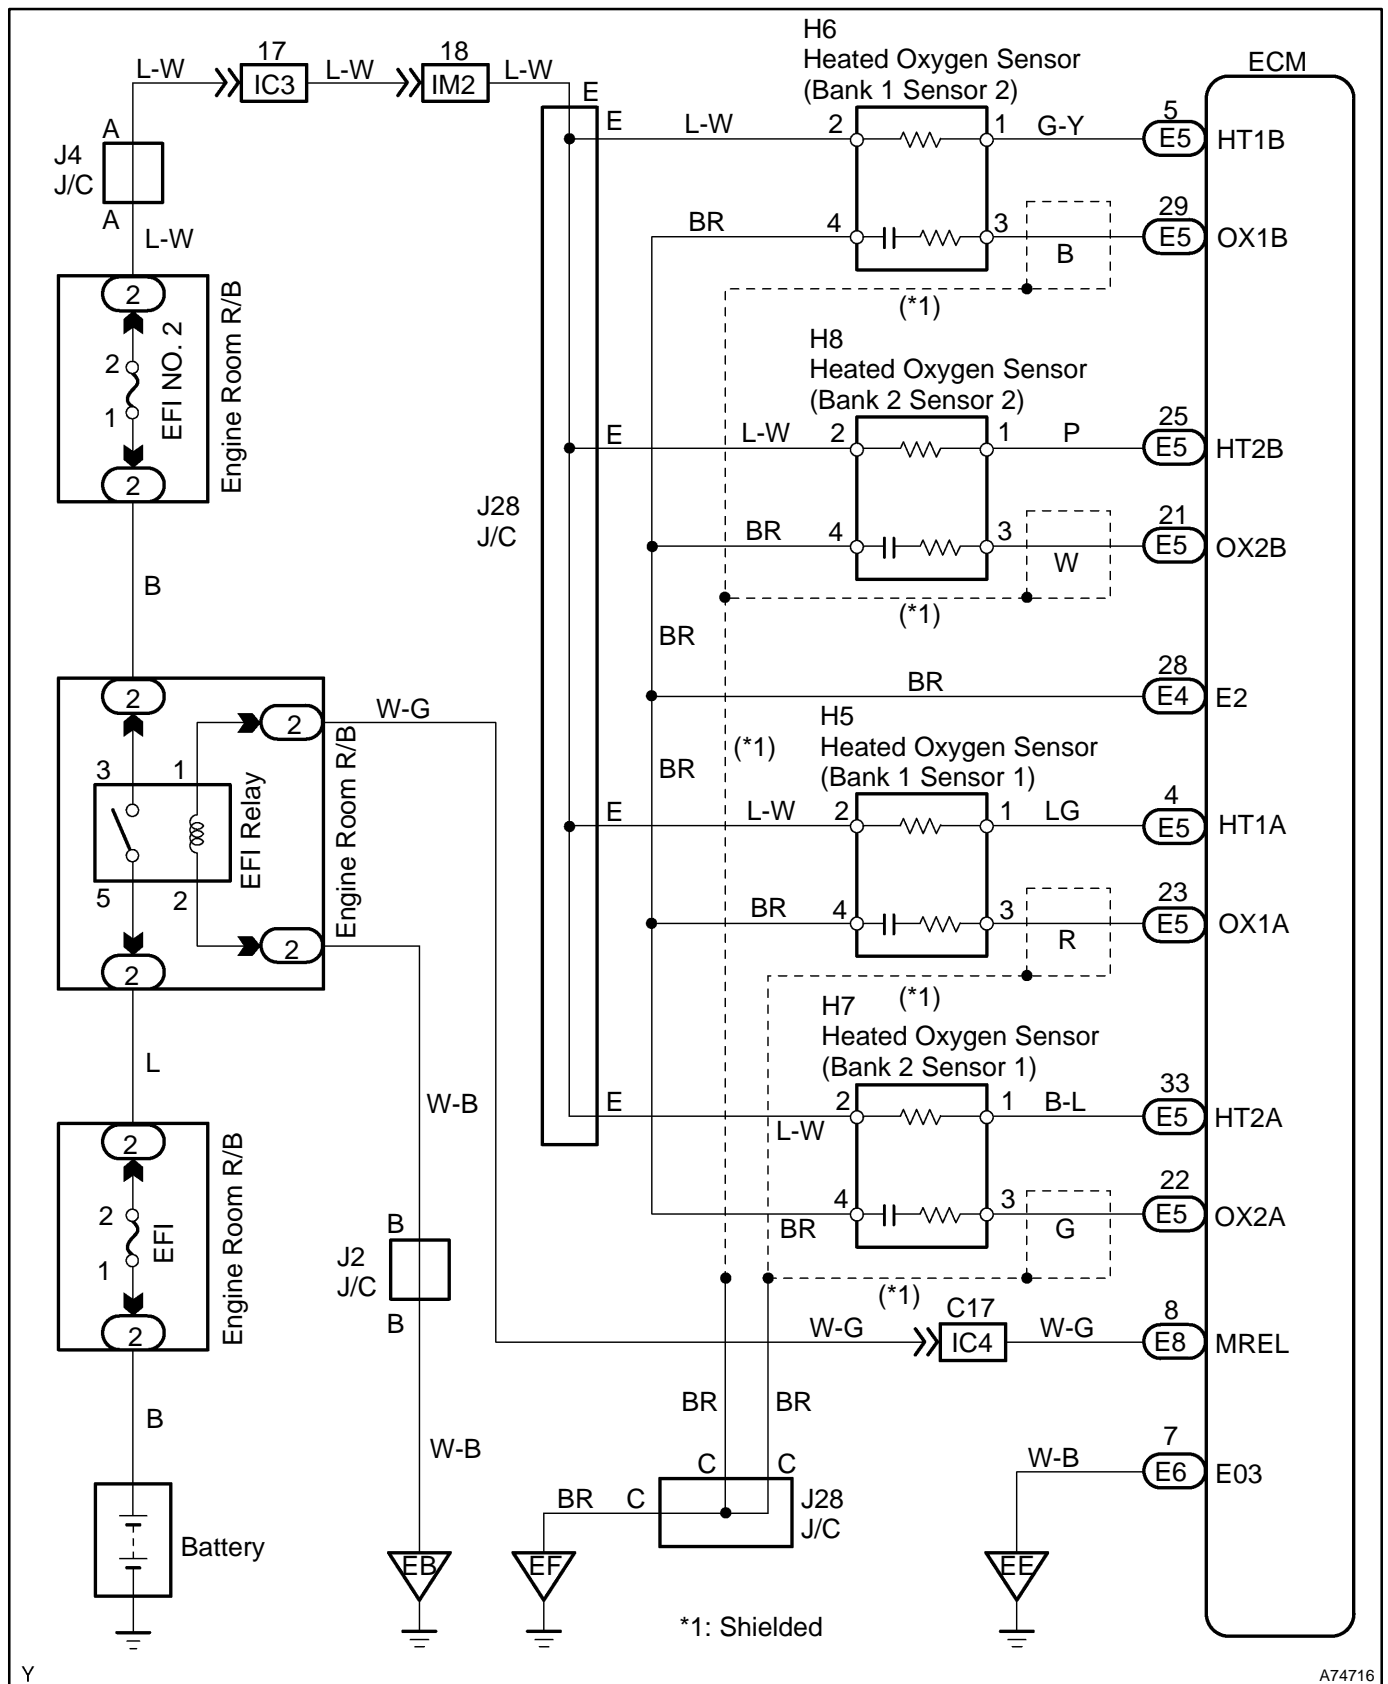 H6
Heated Oxygen Sensor
(Bank 1 Sensor 2)
ECM
17
18
L-W
IC3
L-W
IM2
L-W
E
E
L-W
2
1
G-Y
5
E5
HT1B
A
J4
J/C
A
L-W
BR
4
3
B
29
E5
OX1B
(*1)
2
2
1
2
EFI NO. 2
Engine Room R/B
H8
Heated Oxygen Sensor
(Bank 2 Sensor 2)
E
L-W
2
1
P
25
E5
HT2B
J28
J/C
BR
4
3
W
21
E5
OX2B
(*1)
B
BR
BR
28
E4
E2
2
W-G
2
3
1
5
2
EFI Relay
2
2
Engine Room R/B
(*1)
BR
H5
Heated Oxygen Sensor
(Bank 1 Sensor 1)
E
L-W
2
1
LG
4
E5
HT1A
BR
4
3
R
23
E5
OX1A
(*1)
H7
Heated Oxygen Sensor
(Bank 2 Sensor 1)
L
W-B
E
L-W
2
1
B-L
33
E5
HT2A
2
2
1
2
EFI
Engine Room R/B
BR
4
3
G
22
E5
OX2A
(*1)
B
J2
J/C
B
W-G
C17
IC4
W-G
8
E8
MREL
B
W-B
BR
BR
C
C
BR
C
J28
J/C
W-B
7
E6
E03
Battery
EB
EF
EE
*1: Shielded
Y
A74716